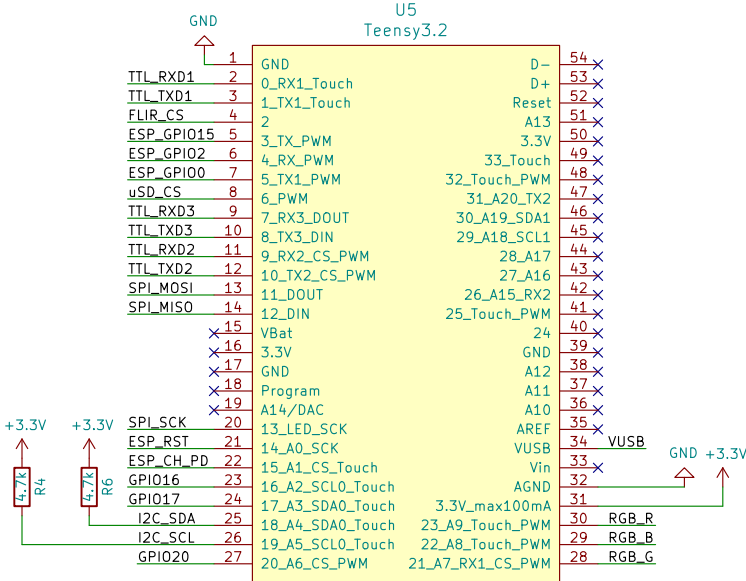 U5
Teensy3.2
GND
1 GND D- 54
TTL_RXD1 2 0_RX1_Touch D+ 53
TTL_TXD1 3 1_TX1_Touch Reset 52
FLIR_CS 4 2 A13 51
ESP_GPIO15 5 3_TX_PWM 3.3V 50
ESP_GPIO2 6 4_RX_PWM 33_Touch 49
ESP_GPIO0 7 5_TX1_PWM 32_Touch_PWM 48
uSD_CS 8 6_PWM 31_A20_TX2 47
TTL_RXD3 9 7_RX3_DOUT 30_A19_SDA1 46
TTL_TXD3 10 8_TX3_DIN 29_A18_SCL1 45
TTL_RXD2 11 9_RX2_CS_PWM 28_A17 44
TTL_TXD2 12 10_TX2_CS_PWM 27_A16 43
SPI_MOSI 13 11_DOUT 26_A15_RX2 42
SPI_MISO 14 12_DIN 25_Touch_PWM 41
15 VBat 24 40
16 3.3V GND 39
17 GND A12 38
18 Program A11 37
19 A14/DAC A10 36
+3.3V +3.3V SPI_SCK 20 13_LED_SCK AREF 35
ESP_RST 21 14_A0_SCK VUSB 34 VUSB
ESP_CH_PD 22 15_A1_CS_Touch Vin 33 GND +3.3V
4.7k R4 4.7k R6 GPIO16 23 16_A2_SCL0_Touch AGND 32
GPIO17 24 17_A3_SDA0_Touch 3.3V_max100mA 31
I2C_SDA 25 18_A4_SDA0_Touch 23_A9_Touch_PWM 30 RGB_R
I2C_SCL 26 19_A5_SCL0_Touch 22_A8_Touch_PWM 29 RGB_B
GPIO20 27 20_A6_CS_PWM 21_A7_RX1_CS_PWM 28 RGB_G